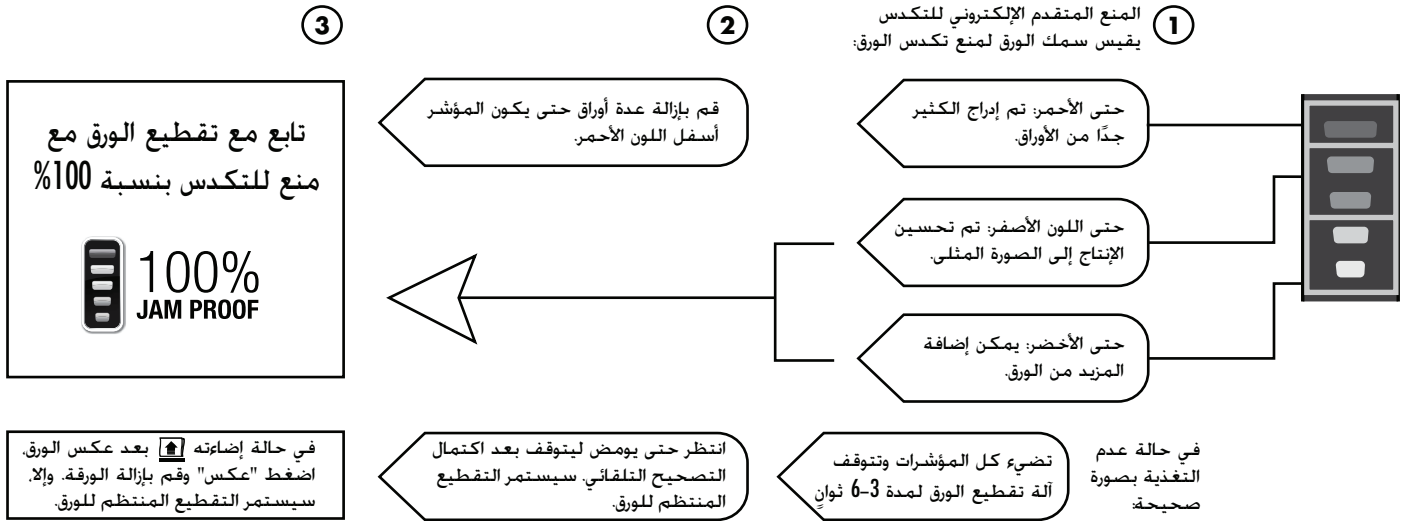 1
المنع المتقدم الإلكتروني للتكدس
يقيس سمك الورق لمنع تكدس الورق:
حتى الأحمر: تم إدراج الكثير
جدًا من الأوراق.
حتى اللون الأصفر: تم تحسين
الإنتاج إلى الصورة المثلى.
حتى الأخضر: يمكن إضافة
المزيد من الورق.
2
قم بإزالة عدة أوراق حتى يكون المؤشر
أسفل اللون الأحمر.
3
تابع مع تقطيع الورق مع
منع للتكدس بنسبة 100%
100%
JAM PROOF
في حالة عدم
التغذية بصورة
صحيحة:
تضيء كل المؤشرات وتتوقف
آلة تقطيع الورق لمدة 3–6 ثوانٍ
انتظر حتى يومض ليتوقف بعد اكتمال
التصحيح التلقائي. سيستمر التقطيع
المنتظم للورق.
في حالة إضاءته بعد عكس الورق،
اضغط "عكس" وقم بإزالة الورقة. وإلا،
سيستمر التقطيع المنتظم للورق.